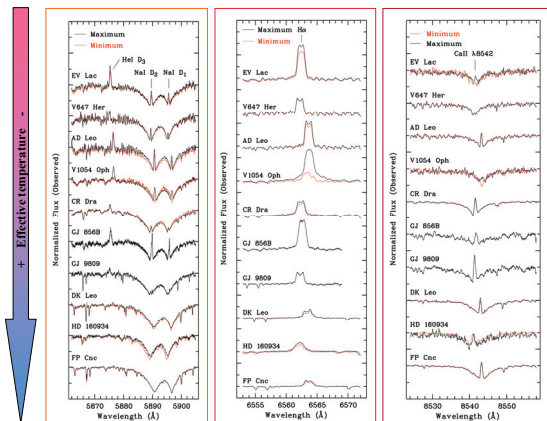 - Effective temperature +
Normalized Flux (Observed)
Maximum
Minimum
HeI D3
NaI D2 NaI D1
EV Lac
V647 Her
AD Leo
V1054 Oph
CR Dra
GJ 856B
GJ 9809
DK Leo
HD 160934
FP Cnc
5870 5880 5890 5900
Wavelength (Å)
Normalized Flux (Observed)
Maximum Hα
Minimum
EV Lac
V647 Her
AD Leo
V1054 Oph
CR Dra
GJ 856B
GJ 9809
DK Leo
HD 160934
FP Cnc
6555 6560 6565 6570
Wavelength (Å)
Normalized Flux (Observed)
Minimum
Maximum
CaII λ8542
EV Lac
V647 Her
AD Leo
V1054 Oph
CR Dra
GJ 856B
GJ 9809
DK Leo
HD 160934
FP Cnc
8530 8540 8550
Wavelength (Å)